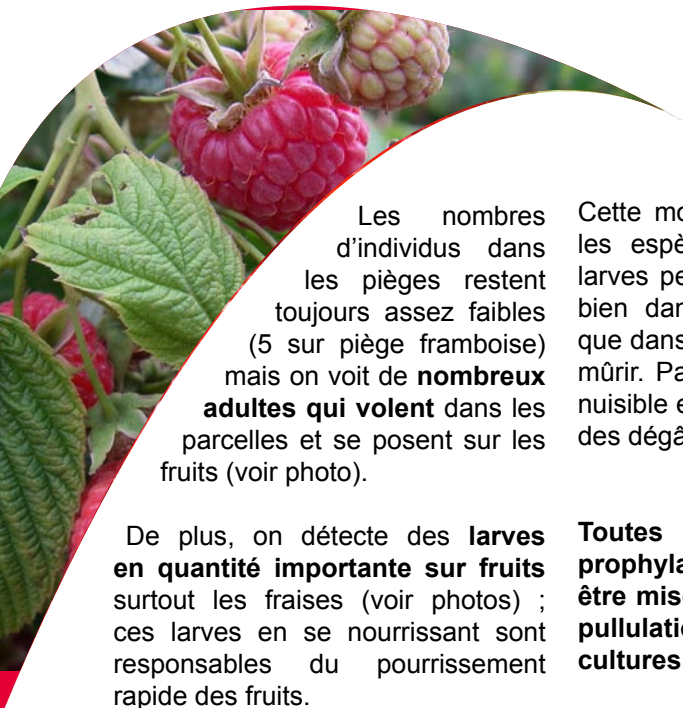 Les nombres
d'individus dans
les pièges restent
toujours assez faibles
(5 sur piège framboise)
mais on voit de nombreux
adultes qui volent dans les
parcelles et se posent sur les
fruits (voir photo).
De plus, on détecte des larves
en quantité importante sur fruits
surtout les fraises (voir photos) ;
ces larves en se nourrissant sont
responsables du pourrissement
rapide des fruits.
Cette
les
larves
bien
que dans
mûrir.
nuisible
des
Toutes
être
cultures